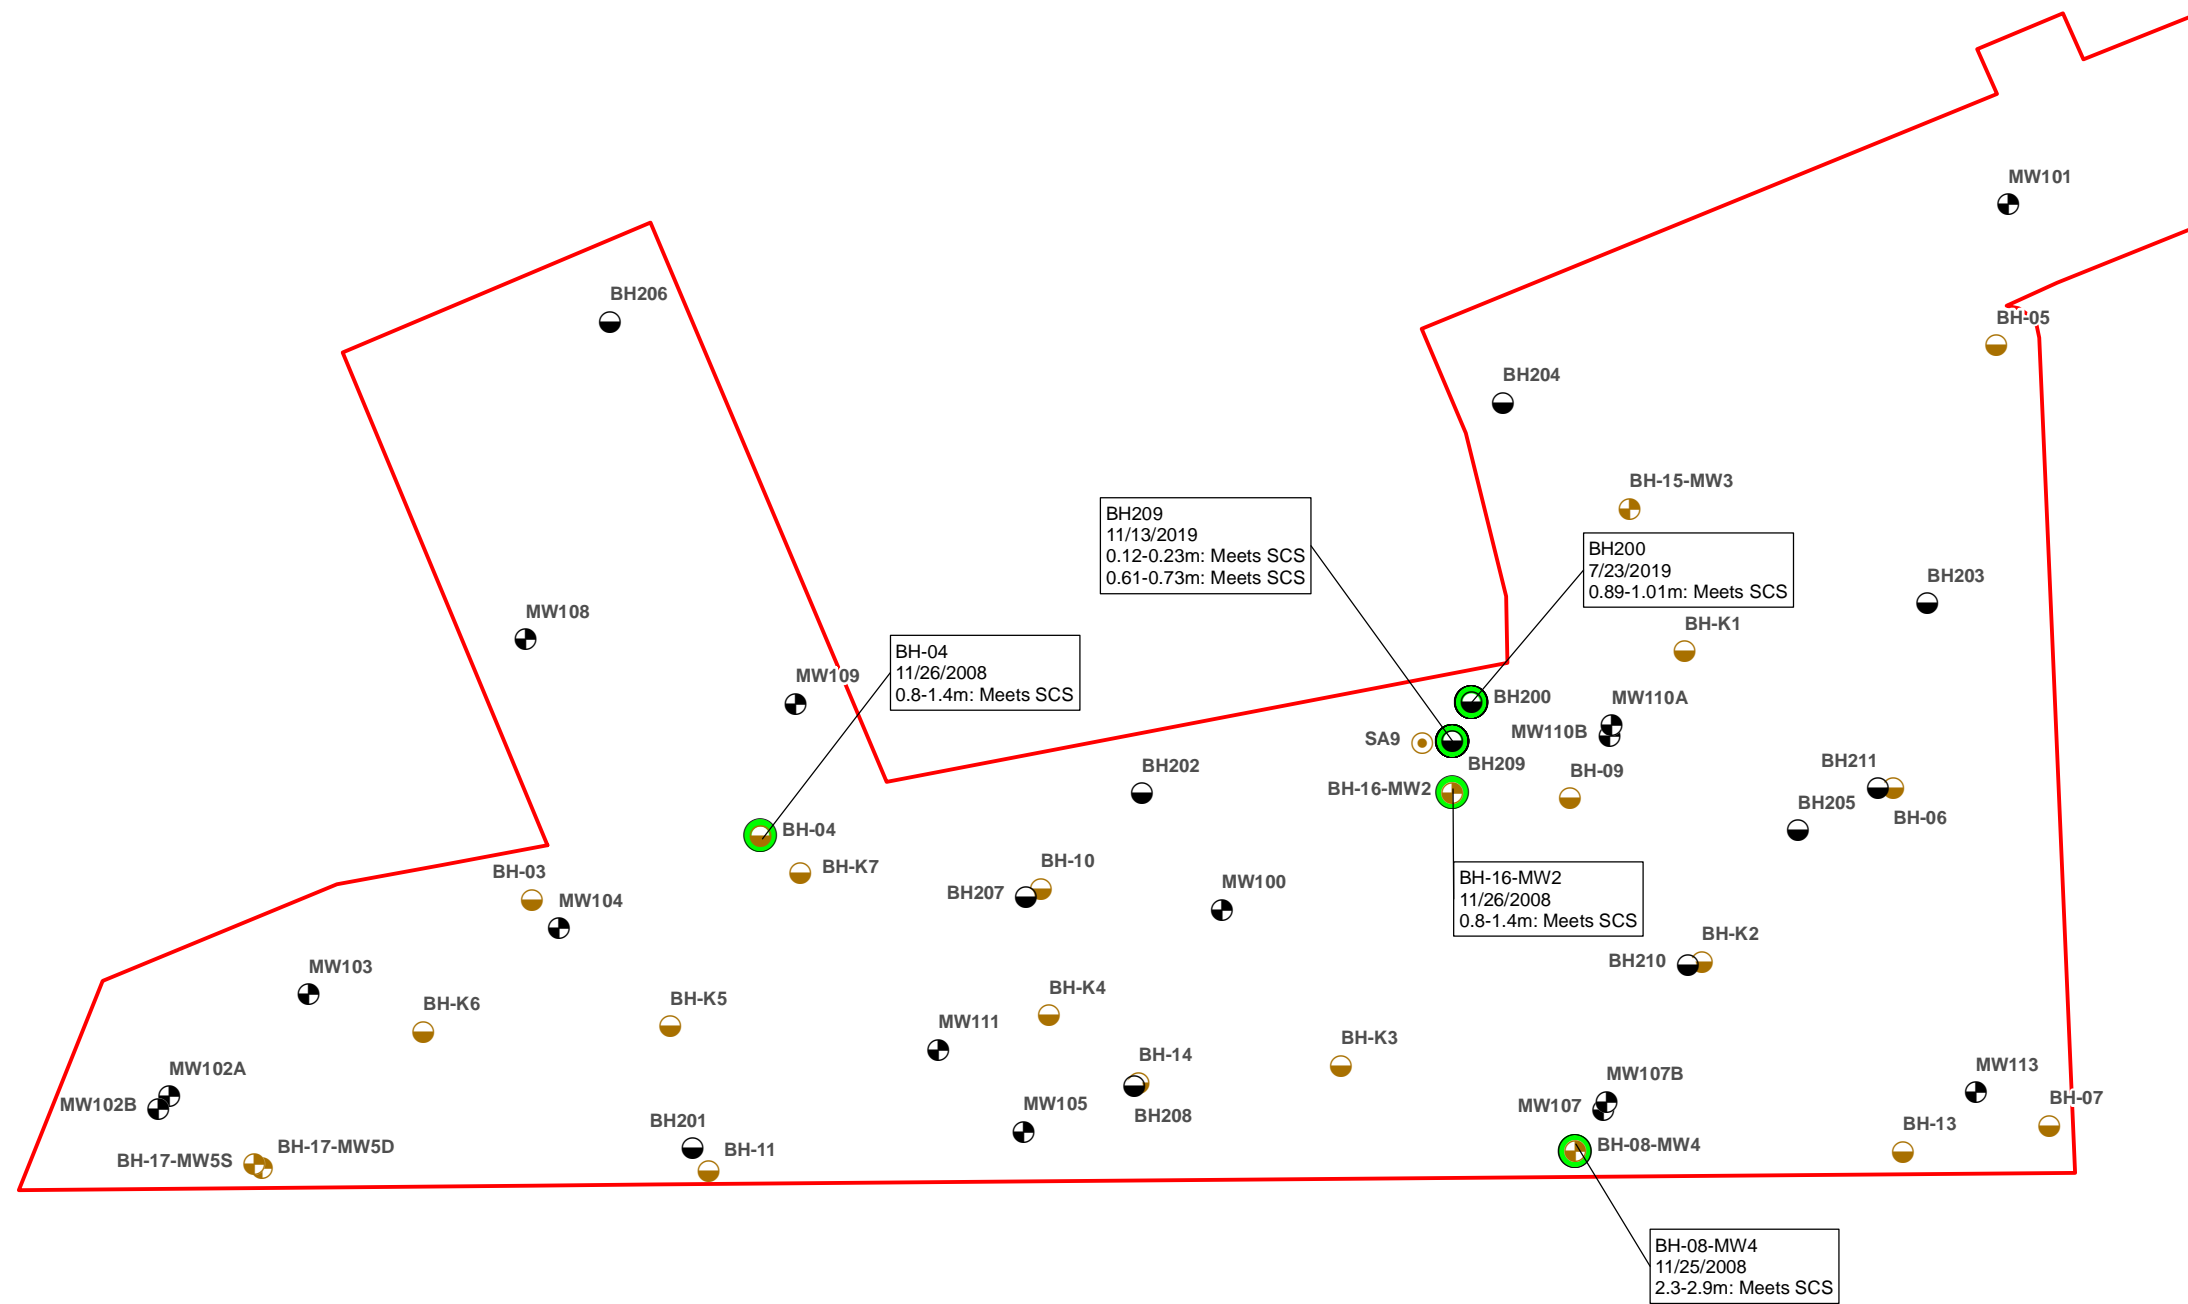 MW101
BH206
BH-05
BH204
BH-15-MW3
BH209
11/13/2019
0.12-0.23m: Meets SCS
0.61-0.73m: Meets SCS
BH200
7/23/2019
0.89-1.01m: Meets SCS
BH203
MW108
BH-K1
BH-04
11/26/2008
0.8-1.4m: Meets SCS
MW109
BH200
MW110A
MW110B
SA9
BH209
BH202
BH-09
BH211
BH-16-MW2
BH205
BH-06
BH-04
BH-K7
BH-10
BH-03
BH207
MW100
BH-16-MW2
11/26/2008
0.8-1.4m: Meets SCS
MW104
BH-K2
BH210
MW103
BH-K6
BH-K5
BH-K4
MW111
BH-K3
BH-14
MW102A
MW102B
MW107B
MW107
MW113
BH-07
MW105
BH208
BH201
BH-11
BH-13
BH-17-MW5D
BH-17-MW5S
BH-08-MW4
BH-08-MW4
11/25/2008
2.3-2.9m: Meets SCS